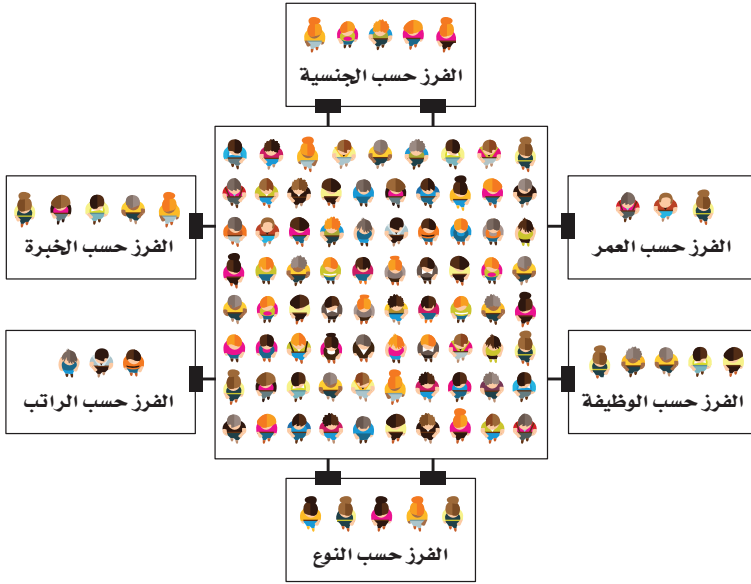 الفرز حسب الجنسية
الفرز حسب العمر
الفرز حسب الخبرة
الفرز حسب الوظيفة
الفرز حسب الراتب
الفرز حسب النوع